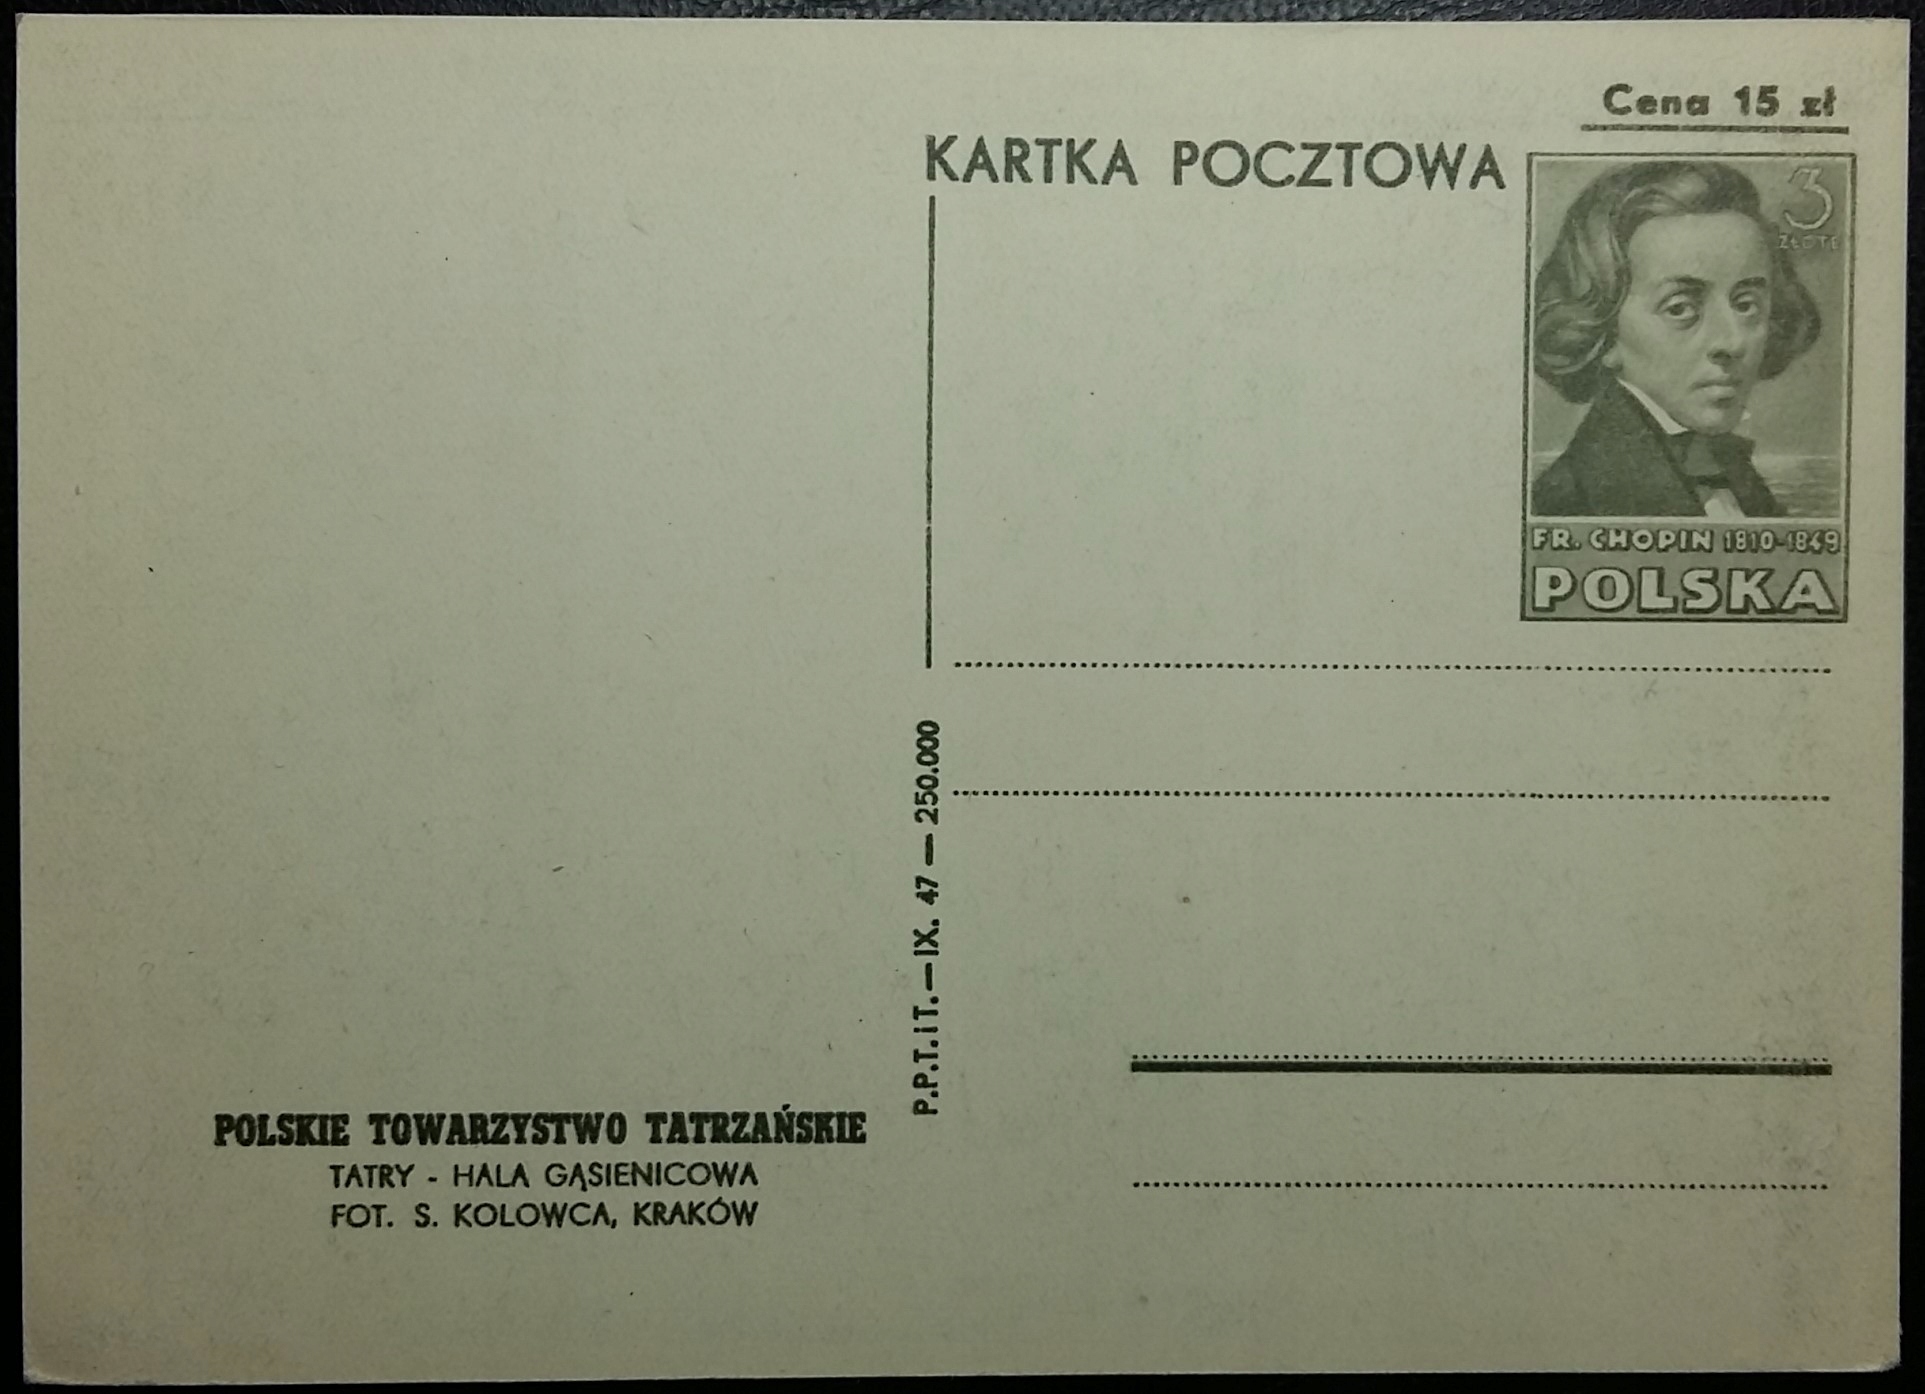 Cena 15 zł
KARTKA POCZTOWA
3
ZŁOTE
FR. CHOPIN 1810-1849
POLSKA
P.P.T.iT.—IX. 47 — 250.000
POLSKIE TOWARZYSTWO TATRZAŃSKIE
TATRY - HALA GĄSIENICOWA
FOT. S. KOLOWCA, KRAKÓW